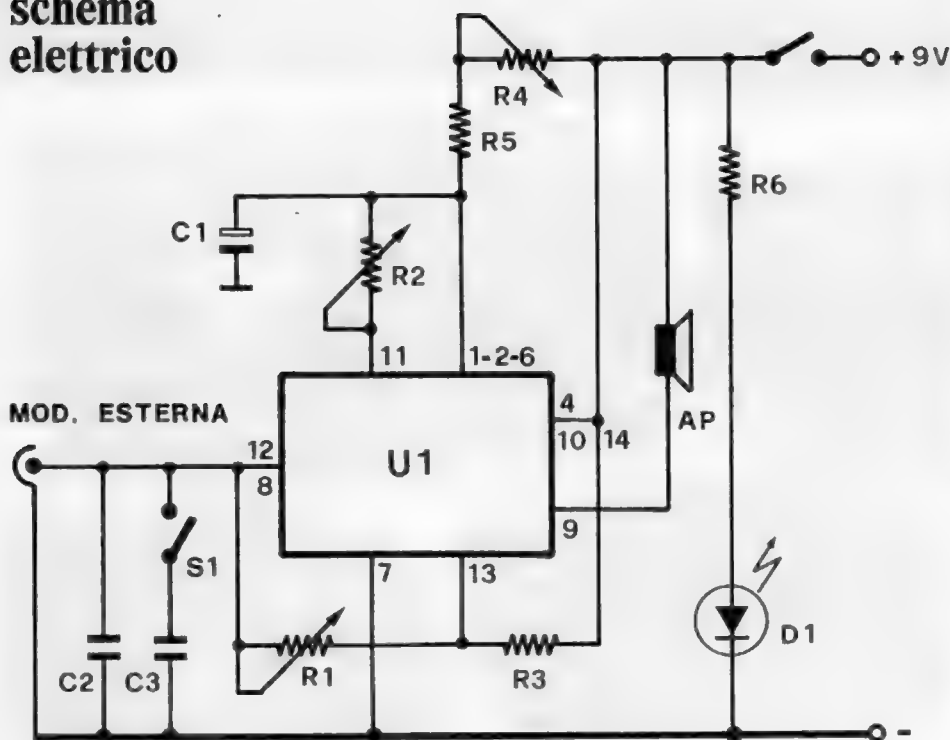 schema
elettrico
+ 9V
R4
R5
R6
C1
R2
11
1-2-6
4
10
14
AP
MOD. ESTERNA
12
8
U1
9
S1
7
13
D1
C2
C3
R1
R3
-